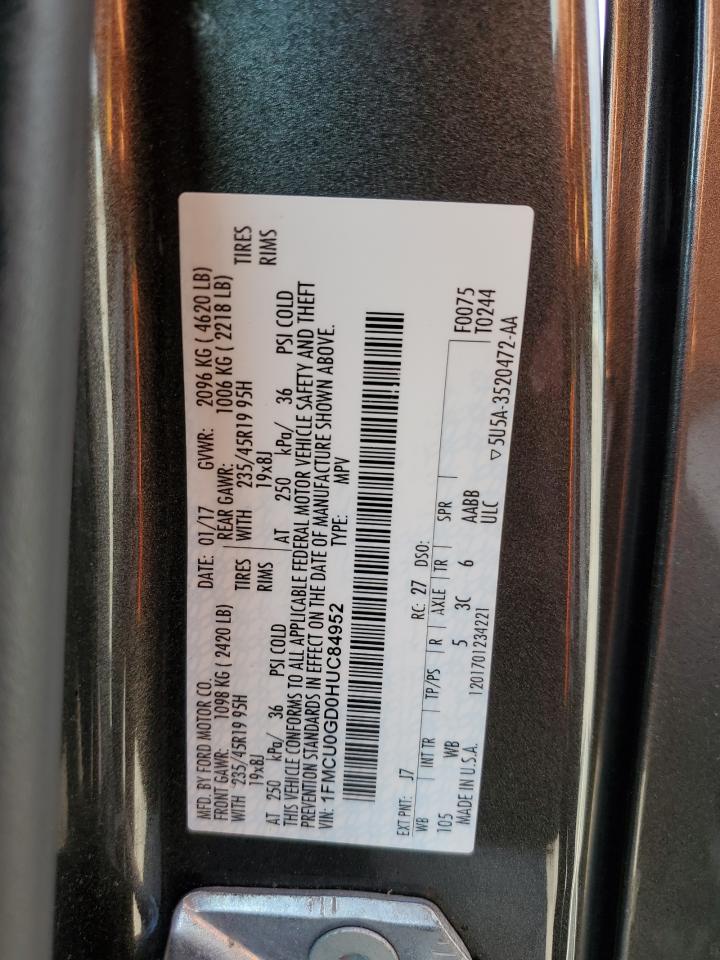 MFD. BY FORD MOTOR CO. DATE: 01/17 GVWR: 2096 KG ( 4620 LB)
FRONT GAWR: 1098 KG ( 2420 LB) REAR GAWR: 1006 KG ( 2218 LB)
WITH 235/45R19 95H TIRES WITH 235/45R19 95H TIRES
19x8J RIMS 19x8J RIMS
AT 250 kPa/ 36 PSI COLD AT 250 kPa/ 36 PSI COLD
THIS VEHICLE CONFORMS TO ALL APPLICABLE FEDERAL MOTOR VEHICLE SAFETY AND THEFT
PREVENTION STANDARDS IN EFFECT ON THE DATE OF MANUFACTURE SHOWN ABOVE.
VIN: 1FMCU0GD0HUC84952 TYPE: MPV
EXT PNT: J7 RC: 27 DSO: F0075
WB INT TR TP/PS R AXLE TR SPR T0244
105 WB 5 3C 6 AABB
MADE IN U.S.A. 1201701234221 ULC ▽5U5A-3520472-AA